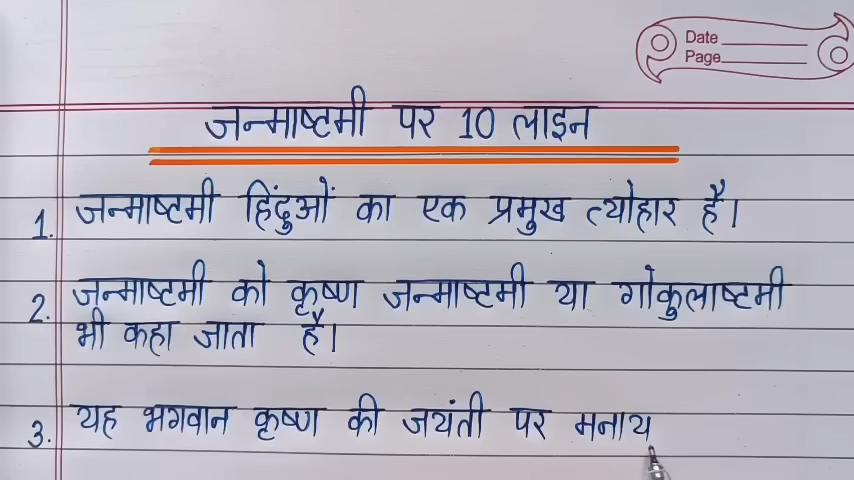 Date
Page
जन्माष्टमी पर 10 लाइन
1. जन्माष्टमी हिंदुओं का एक प्रमुख त्योहार है।
2. जन्माष्टमी को कृष्ण जन्माष्टमी या गोकुलाष्टमी
भी कहा जाता है।
3. यह भगवान कृष्ण की जयंती पर मनाय